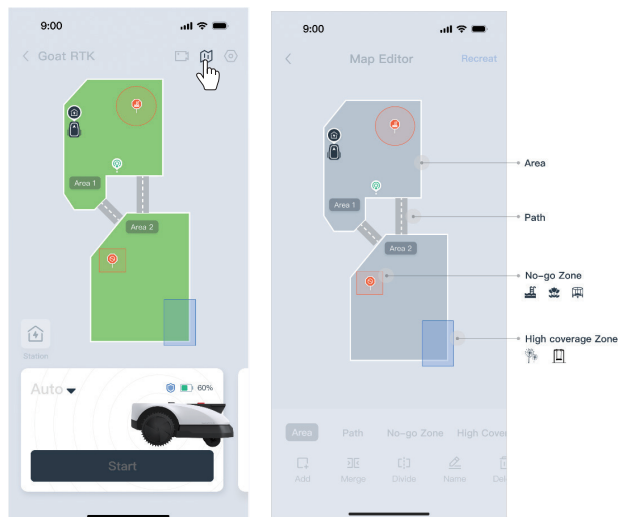 9:00
Goat RTK
Area 1
Area 2
Station
Auto
60%
Start
9:00
Map Editor
Recreat
Area 1
Area 2
Area
Path
No-go Zone
High coverage Zone
Area Path No-go Zone High Cover
Add Merge Divide Name Dele